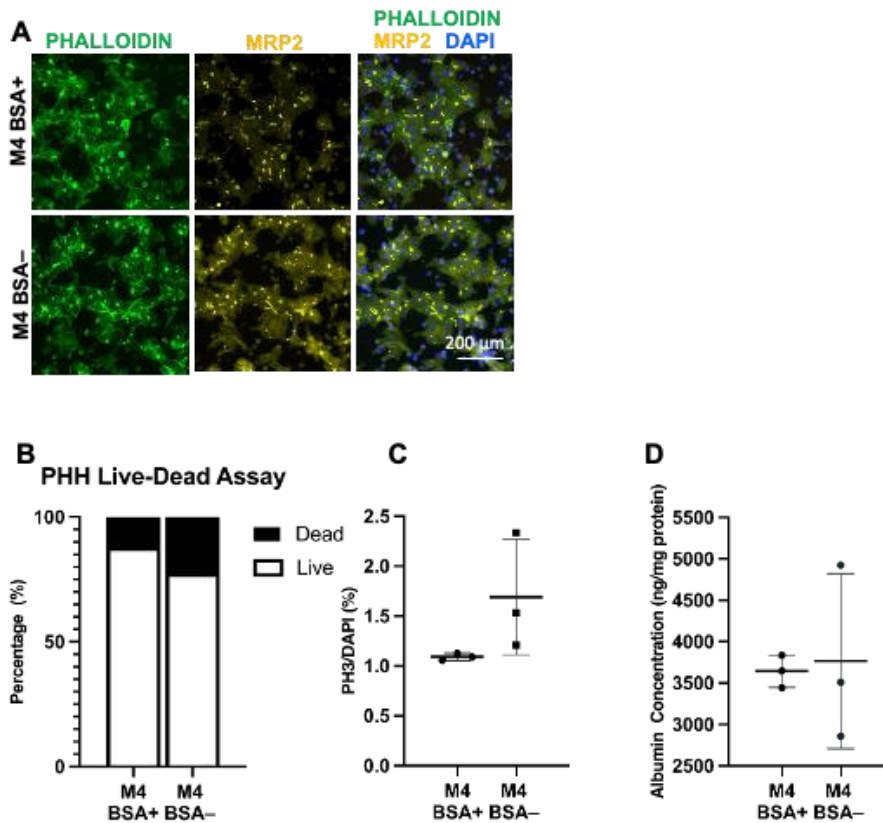 A
PHALLOIDIN
MRP2
PHALLOIDIN
MRP2 DAPI
M4 BSA+
M4 BSA–
200 µm
B
PHH Live-Dead Assay
Percentage (%)
100
50
0
Dead
Live
M4 M4
BSA+ BSA–
C
PH3/DAPI (%)
2.5
2.0
1.5
1.0
0.5
0.0
M4 M4
BSA+ BSA–
D
Albumin Concentration (ng/mg protein)
5500
5000
4500
4000
3500
3000
2500
M4 M4
BSA+ BSA–